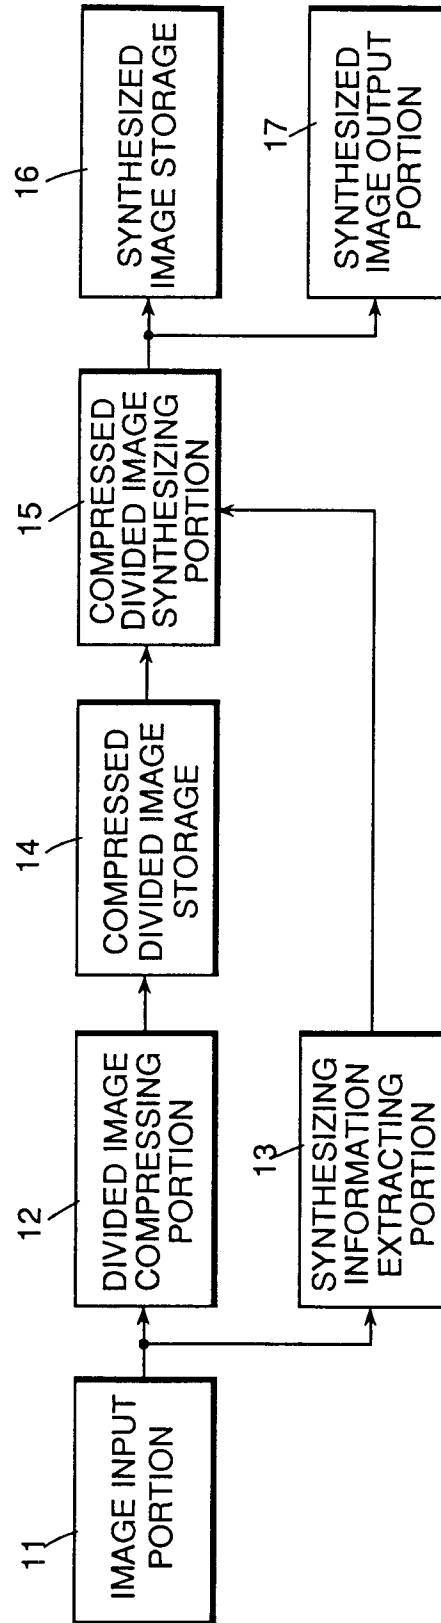 11
IMAGE INPUT
PORTION
12
DIVIDED IMAGE
COMPRESSING
PORTION
13
SYNTHESIZING
INFORMATION
EXTRACTING
PORTION
14
COMPRESSED
DIVIDED IMAGE
STORAGE
15
COMPRESSED
DIVIDED IMAGE
SYNTHESIZING
PORTION
16
SYNTHESIZED
IMAGE STORAGE
17
SYNTHESIZED
IMAGE OUTPUT
PORTION